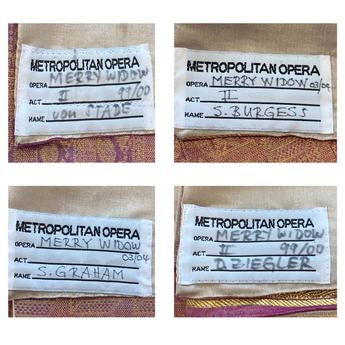 METROPOLITAN OPERA
OPERA MERRY WIDOW
ACT II 99/00
NAME von STADE
METROPOLITAN OPERA
OPERA MERRY WIDOW 03/04
ACT II
NAME S. BURGESS
METROPOLITAN OPERA
OPERA MERRY WIDOW
ACT 03/04
NAME S. GRAHAM
METROPOLITAN OPERA
OPERA MERRY WIDOW
ACT II 99/00
NAME D. ZIEGLER